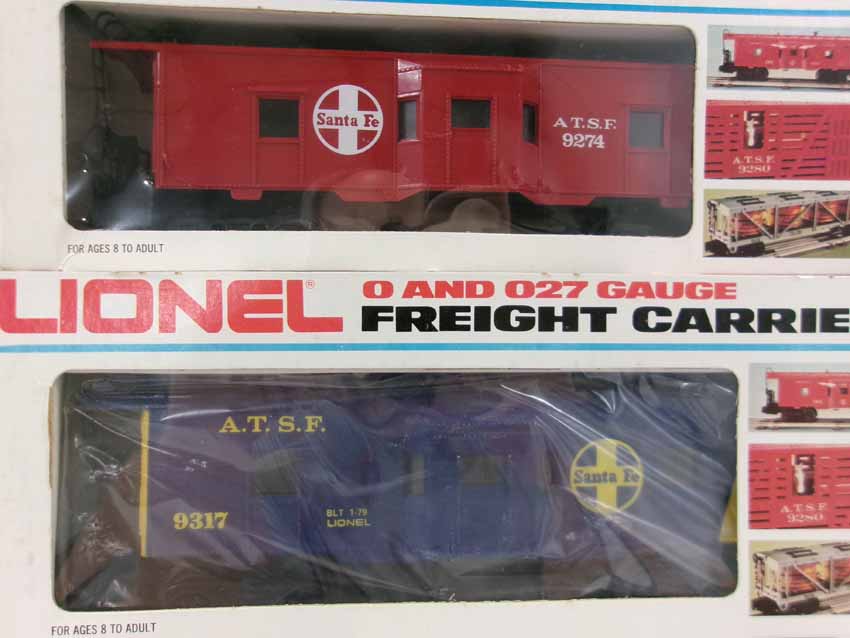 Santa Fe
A.T.S.F.
9274
A.T.S.F.
9280
FOR AGES 8 TO ADULT
LIONEL® O AND O27 GAUGE
FREIGHT CARRIE
A.T. S.F.
Santa Fe
9317
BLT 1-79
LIONEL
A.T.S.F.
9280
FOR AGES 8 TO ADULT